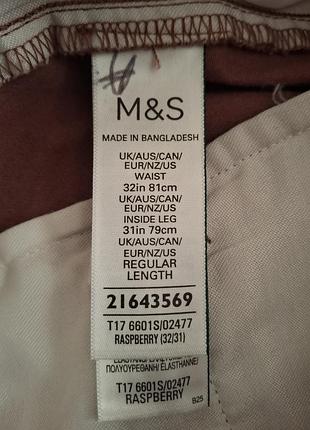 M&S
MADE IN BANGLADESH
UK/AUS/CAN/
EUR/NZ/US
WAIST
32in 81cm
UK/AUS/CAN/
EUR/NZ/US
INSIDE LEG
31in 79cm
UK/AUS/CAN/
EUR/NZ/US
REGULAR
LENGTH
21643569
T17 6601S/02477
RASPBERRY (32/31)
ΠΟΛΥΟΥΡΕΘΑΝΗ/ ELASTHANNE/
T17 6601S/02477
RASPBERRY B25